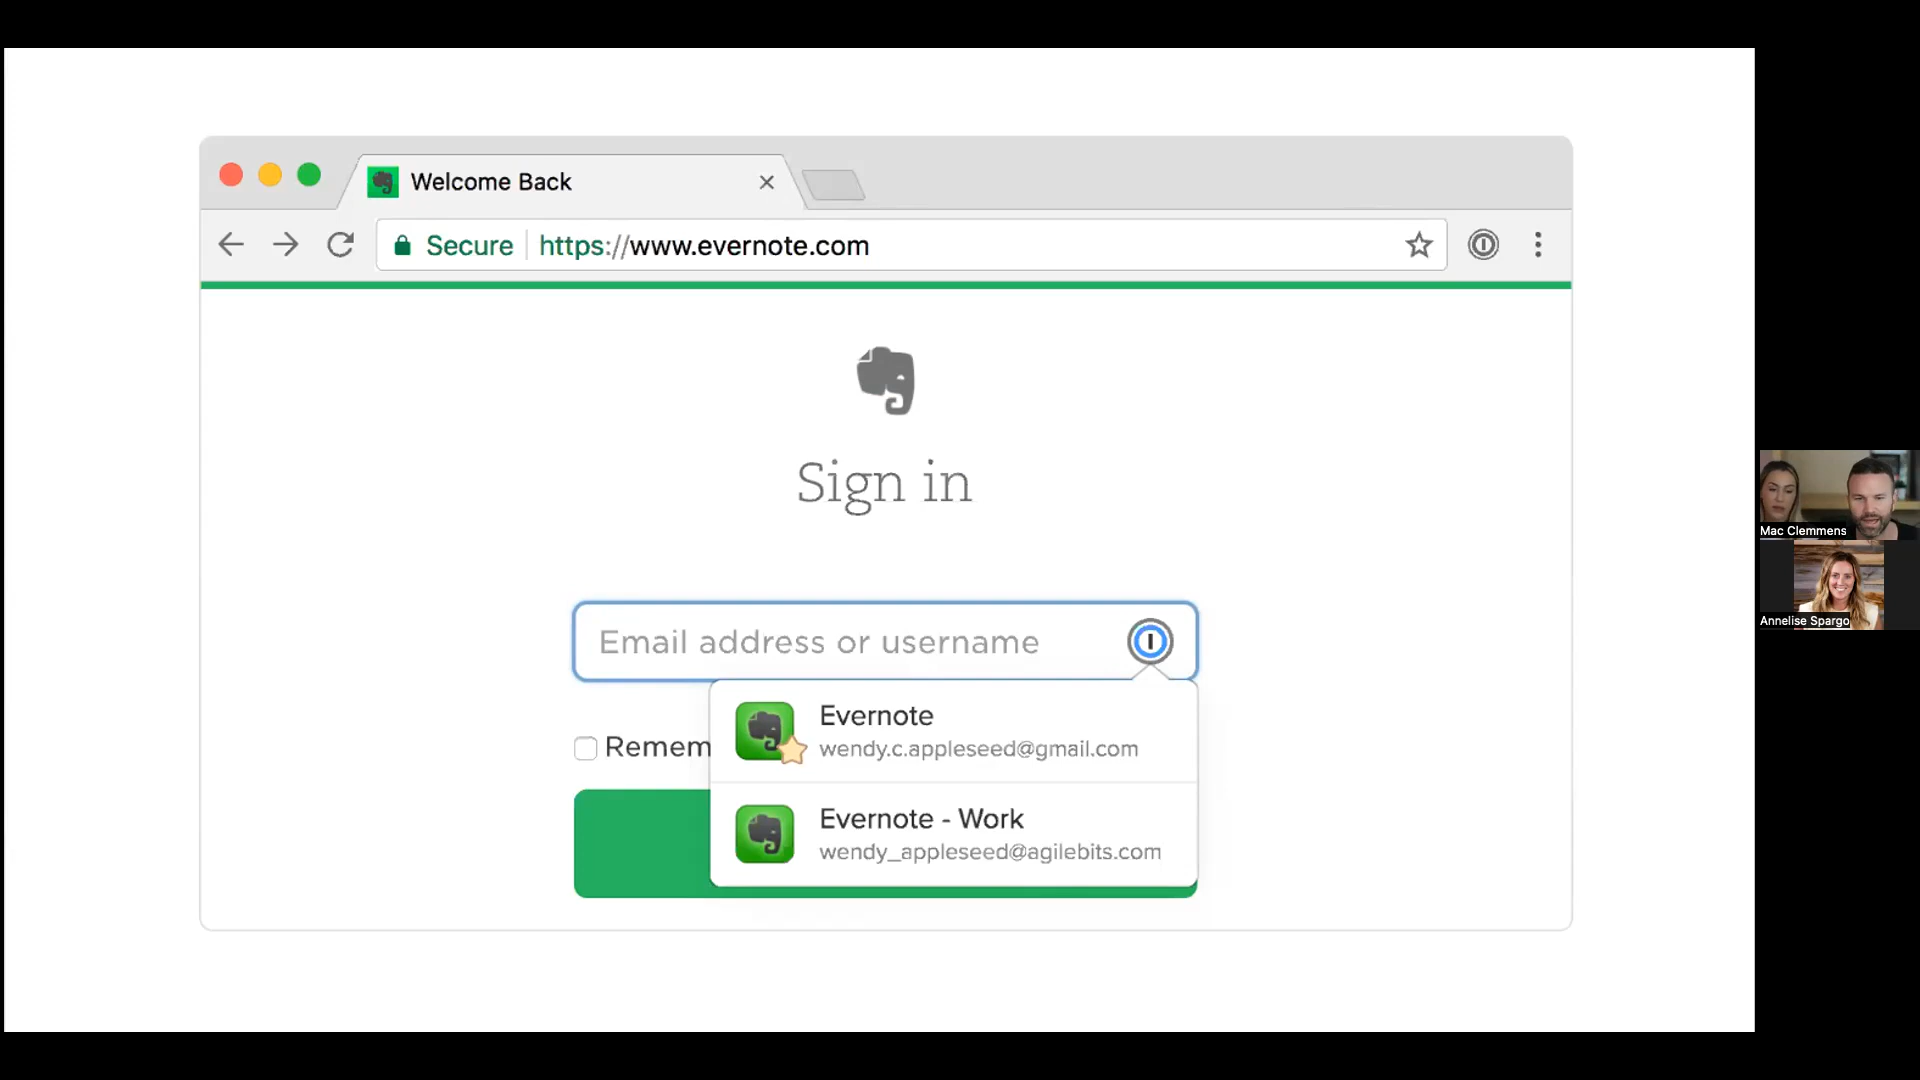 Welcome Back
Secure https://www.evernote.com
Sign in
Email address or username
Evernote
wendy.c.appleseed@gmail.com
Remem
Evernote - Work
wendy_appleseed@agilebits.com
Mac Clemmens
Annelise Spargo